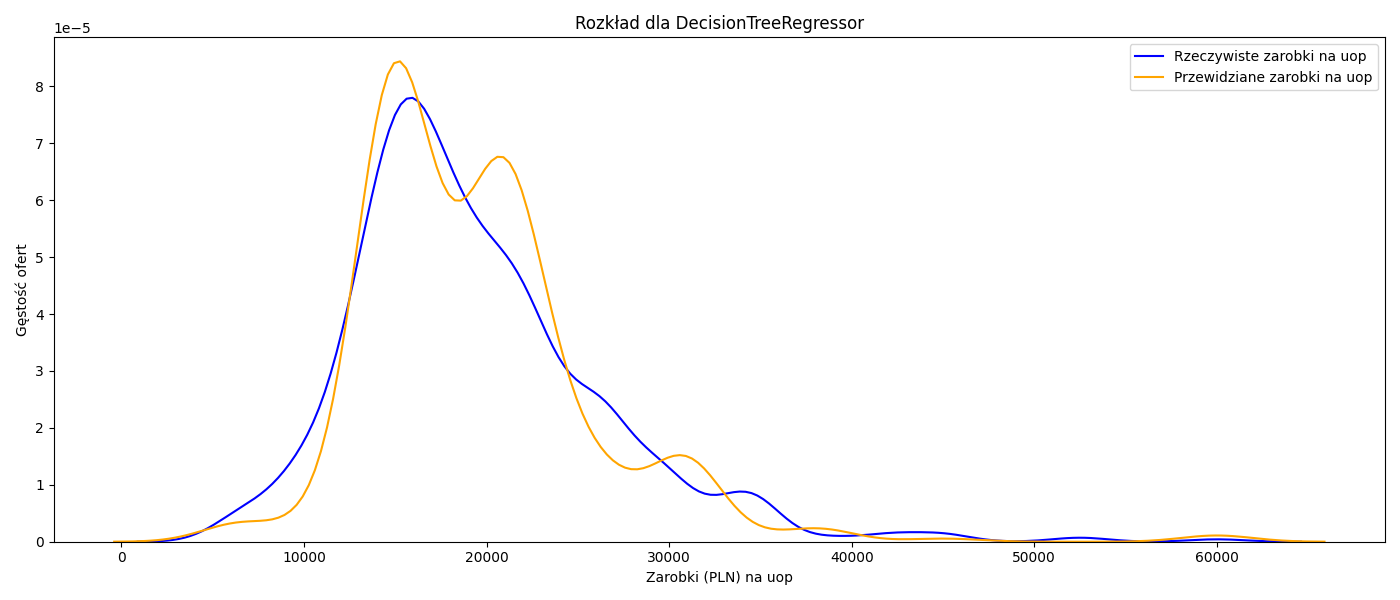 Rozkład dla DecisionTreeRegressor
1e−5
Rzeczywiste zarobki na uop
Przewidziane zarobki na uop
8
7
6
5
4
3
2
1
0
Gęstość ofert
0 10000 20000 30000 40000 50000 60000
Zarobki (PLN) na uop